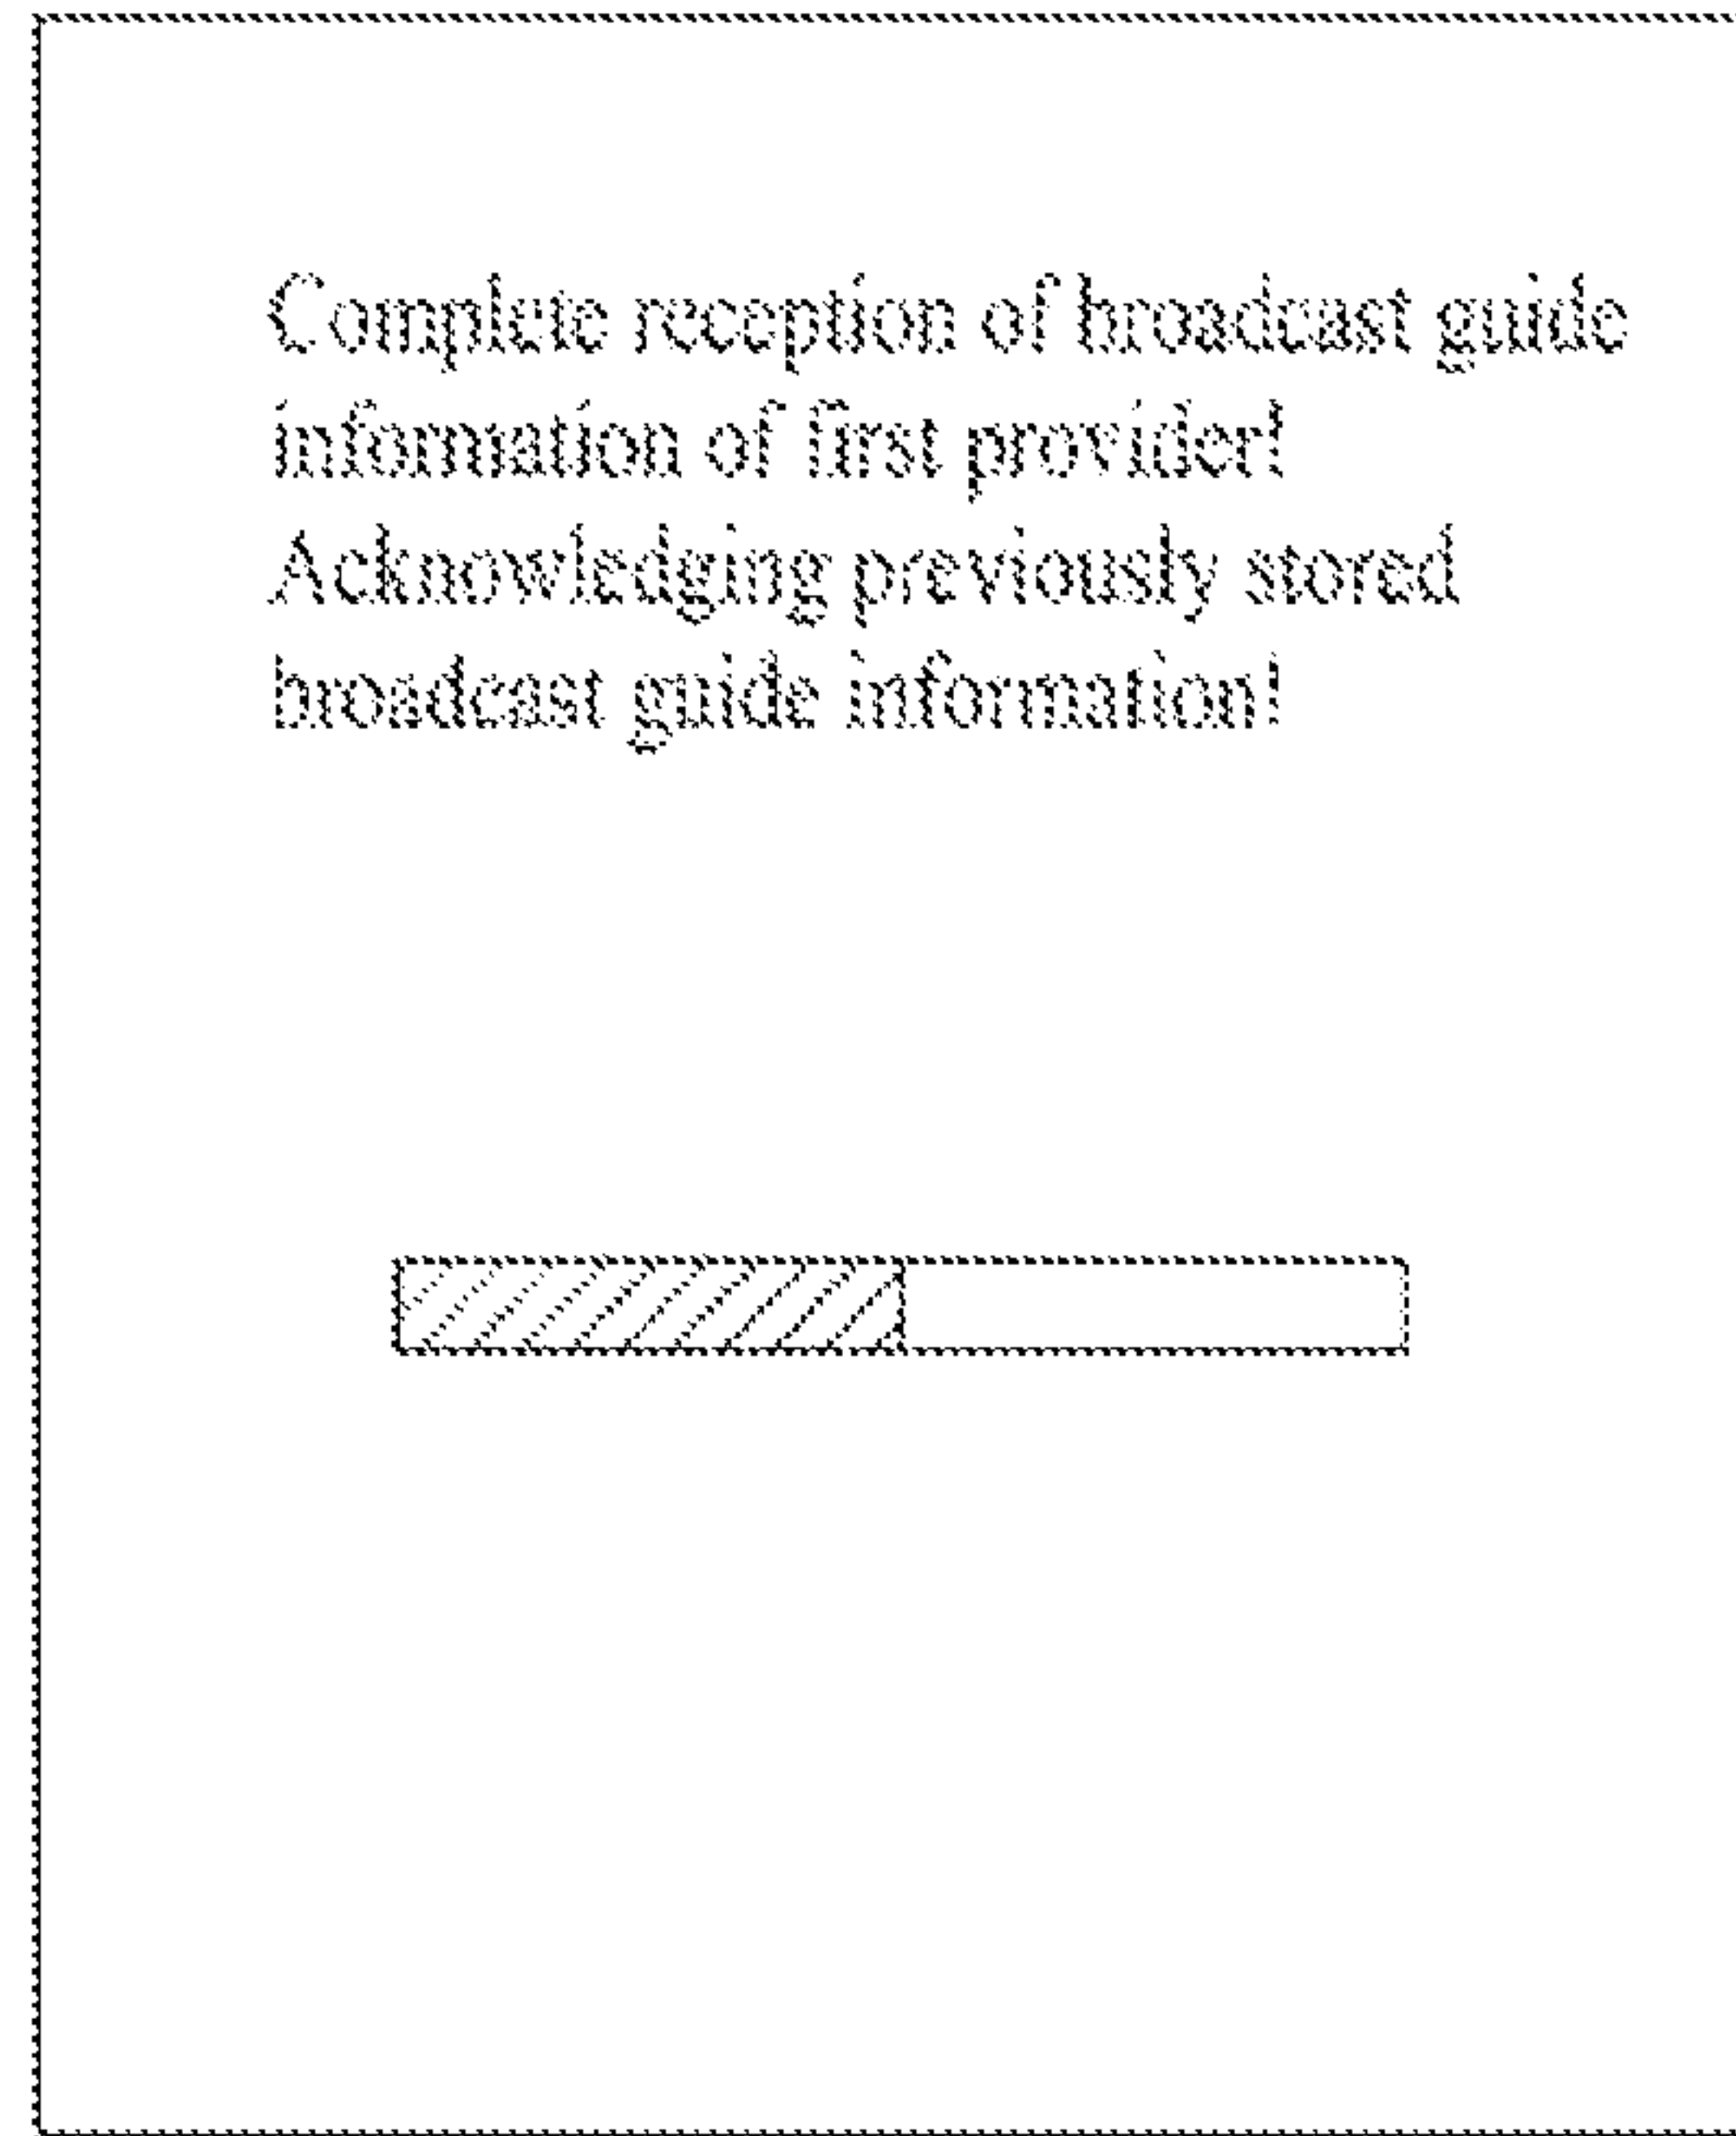 Complete reception of broadcast guide
information of first provider!
Acknowledging previously stored
broadcast guide information!